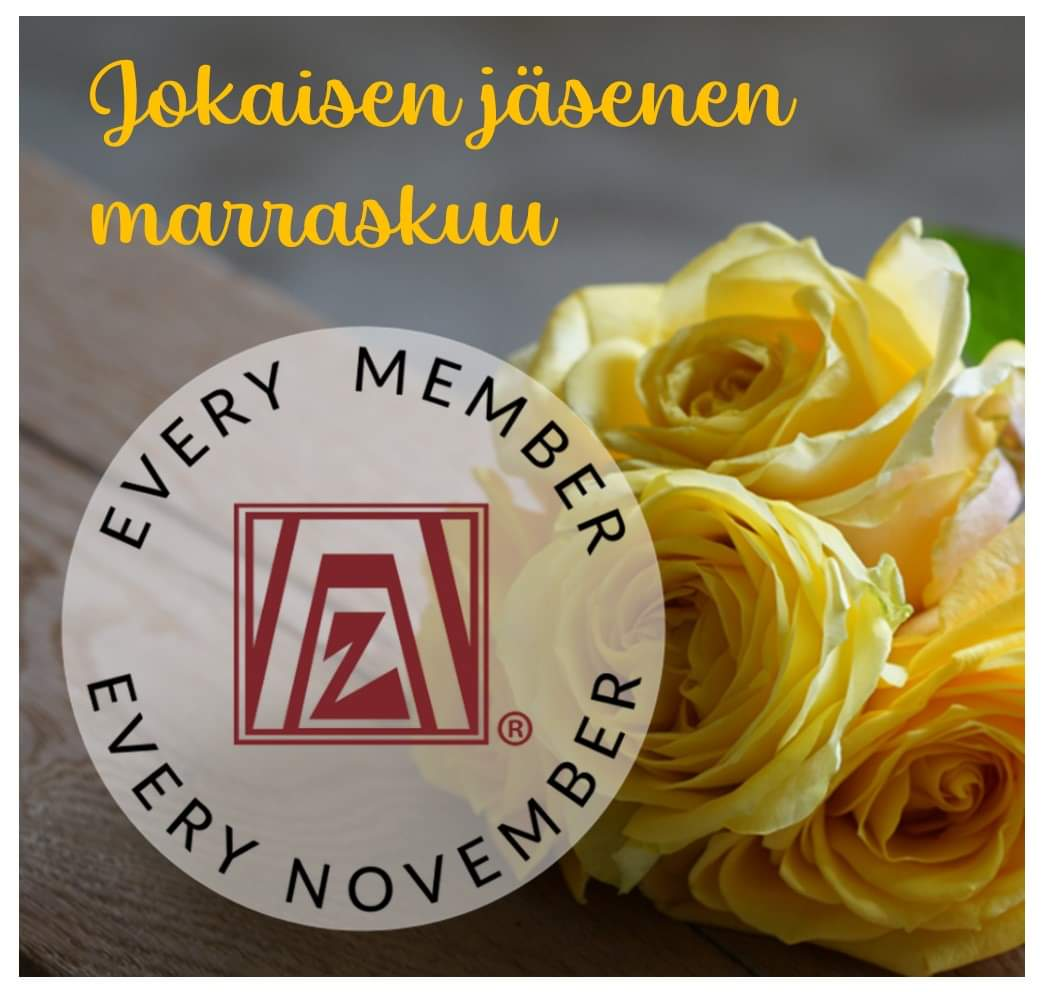 Jokaisen jäsenen
marraskuu
EVERY MEMBER
Z
®
EVERY NOVEMBER